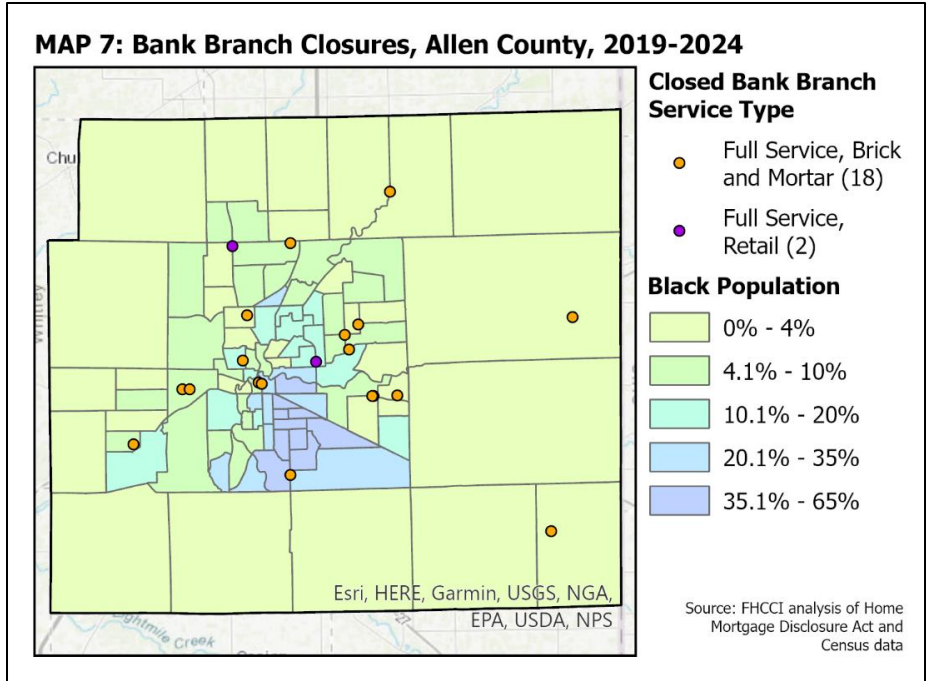 MAP 7: Bank Branch Closures, Allen County, 2019-2024
Closed Bank Branch
Service Type
Full Service, Brick
and Mortar (18)
Full Service,
Retail (2)
Black Population
0% - 4%
4.1% - 10%
10.1% - 20%
20.1% - 35%
35.1% - 65%
Chu
Whitley
Esri, HERE, Garmin, USGS, NGA,
EPA, USDA, NPS
27
Eightmile Creek
Source: FHCCI analysis of Home
Mortgage Disclosure Act and
Census data